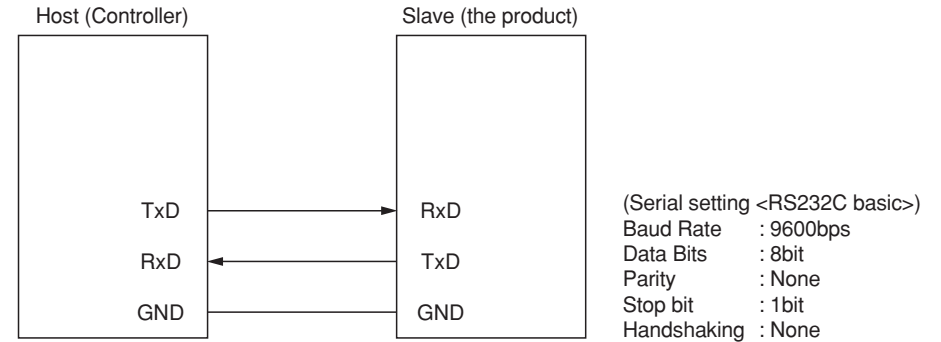 Host (Controller)
Slave (the product)
TxD
RxD
RxD
TxD
GND
GND
(Serial setting <RS232C basic>)
Baud Rate : 9600bps
Data Bits : 8bit
Parity : None
Stop bit : 1bit
Handshaking : None